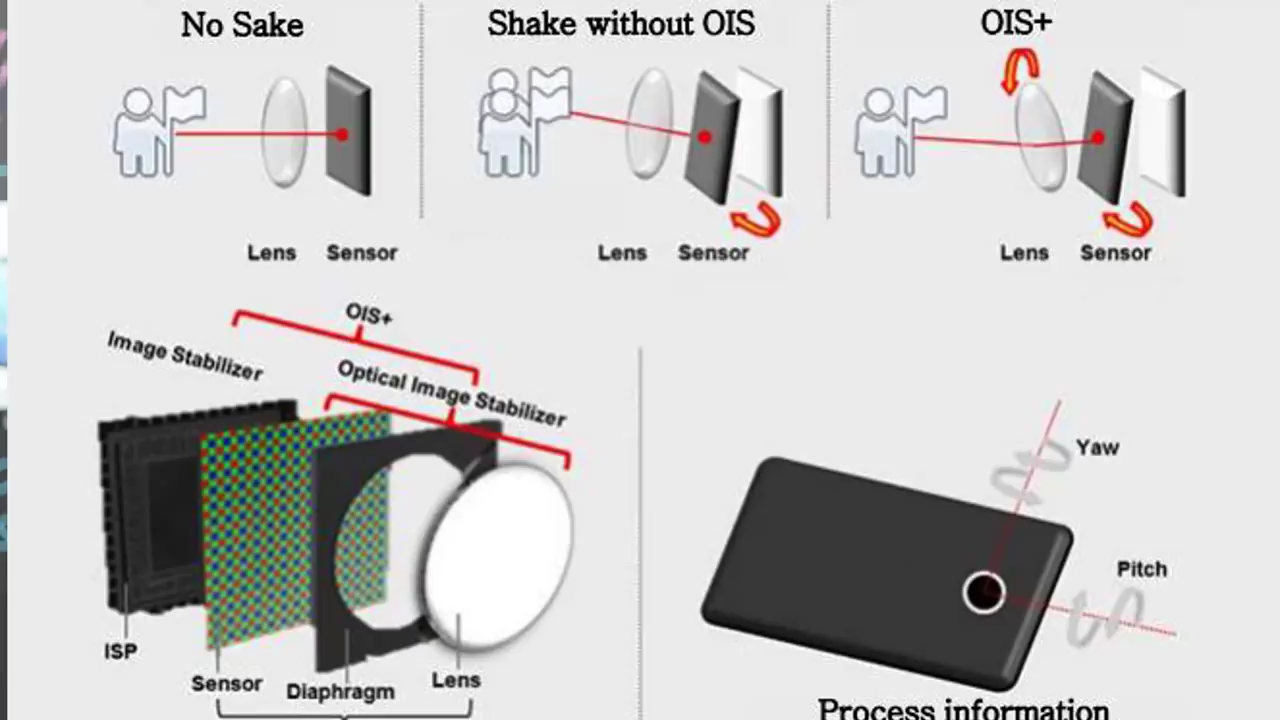 No Sake
Shake without OIS
OIS+
Lens
Sensor
Lens
Sensor
Lens
Sensor
OIS+
Image Stabilizer
Optical Image Stabilizer
ISP
Sensor
Diaphragm
Lens
Yaw
Pitch
Process information